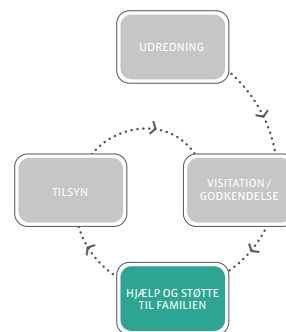 UDREDNING
TILSYN
VISITATION /
GODKENDELSE
HJÆLP OG STØTTE
TIL FAMILIEN